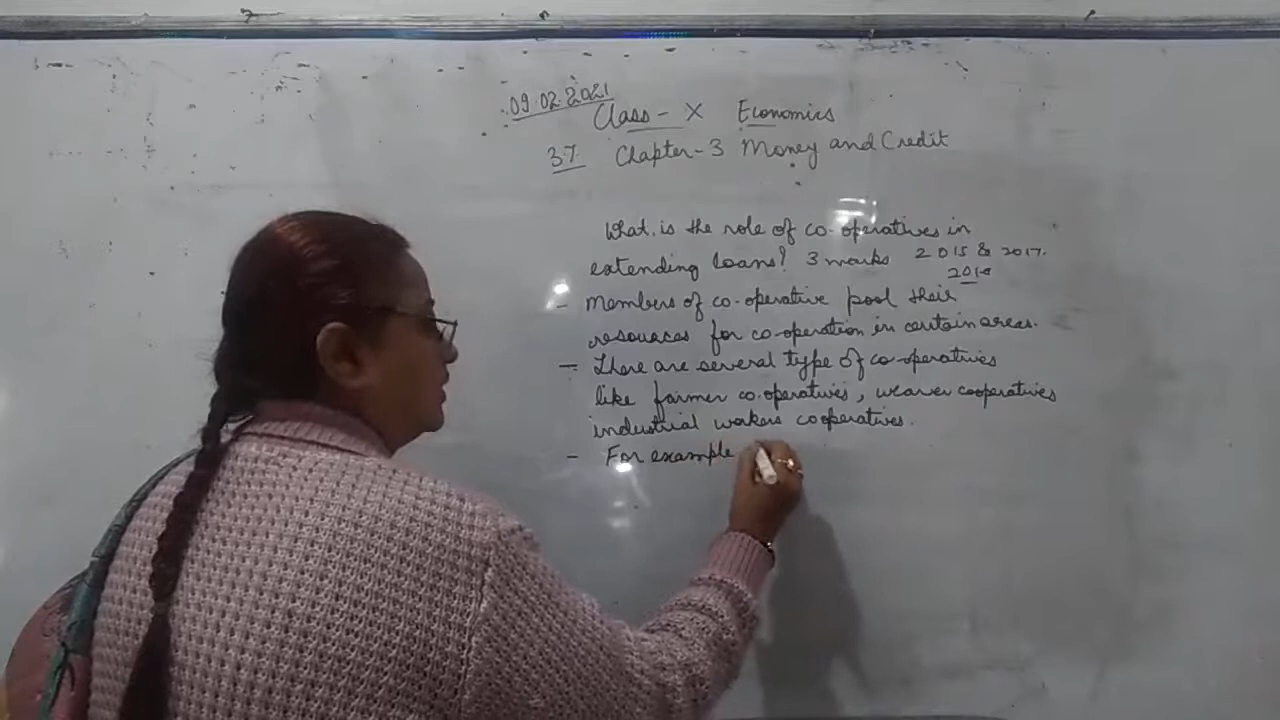 09.02.2021
Class - X Economics
37. Chapter-3 Money and Credit
What is the role of co-operatives in
extending loans? 3 marks 2015 & 2017.
- Members of co-operative pool their
resources for co-operation in certain areas.
- There are several type of co-operatives
like farmer co-operatives, weaver cooperatives
industrial workers cooperatives.
- For example